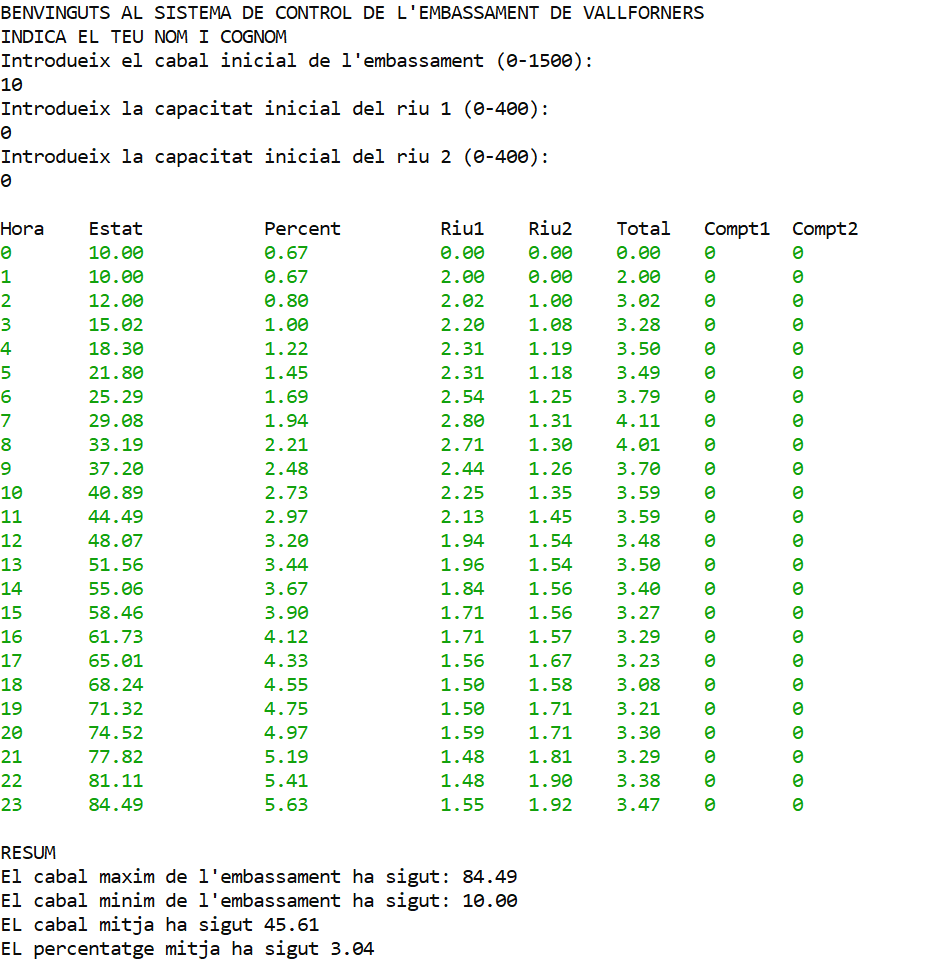 BENVINGUTS AL SISTEMA DE CONTROL DE L'EMBASSAMENT DE VALLFORNERS
INDICA EL TEU NOM I COGNOM
Introdueix el cabal inicial de l'embassament (0-1500):
10
Introdueix la capacitat inicial del riu 1 (0-400):
0
Introdueix la capacitat inicial del riu 2 (0-400):
0
Hora Estat Percent Riu1 Riu2 Total Compt1 Compt2
0 10.00 0.67 0.00 0.00 0.00 0 0
1 10.00 0.67 2.00 0.00 2.00 0 0
2 12.00 0.80 2.02 1.00 3.02 0 0
3 15.02 1.00 2.20 1.08 3.28 0 0
4 18.30 1.22 2.31 1.19 3.50 0 0
5 21.80 1.45 2.31 1.18 3.49 0 0
6 25.29 1.69 2.54 1.25 3.79 0 0
7 29.08 1.94 2.80 1.31 4.11 0 0
8 33.19 2.21 2.71 1.30 4.01 0 0
9 37.20 2.48 2.44 1.26 3.70 0 0
10 40.89 2.73 2.25 1.35 3.59 0 0
11 44.49 2.97 2.13 1.45 3.59 0 0
12 48.07 3.20 1.94 1.54 3.48 0 0
13 51.56 3.44 1.96 1.54 3.50 0 0
14 55.06 3.67 1.84 1.56 3.40 0 0
15 58.46 3.90 1.71 1.56 3.27 0 0
16 61.73 4.12 1.71 1.57 3.29 0 0
17 65.01 4.33 1.56 1.67 3.23 0 0
18 68.24 4.55 1.50 1.58 3.08 0 0
19 71.32 4.75 1.50 1.71 3.21 0 0
20 74.52 4.97 1.59 1.71 3.30 0 0
21 77.82 5.19 1.48 1.81 3.29 0 0
22 81.11 5.41 1.48 1.90 3.38 0 0
23 84.49 5.63 1.55 1.92 3.47 0 0
RESUM
El cabal maxim de l'embassament ha sigut: 84.49
El cabal minim de l'embassament ha sigut: 10.00
EL cabal mitja ha sigut 45.61
EL percentatge mitja ha sigut 3.04